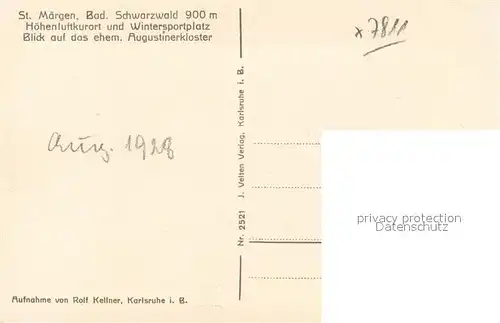 St. Märgen, Bad. Schwarzwald 900 m
Höhenluftkurort und Wintersportplatz
Blick auf das ehem. Augustinerkloster
x 7811
Aug. 1928
Nr. 2521 J. Velten Verlag, Karlsruhe i. B.
privacy protection
AnsichtskartenPool
Aufnahme von Rolf Kellner, Karlsruhe i. B.